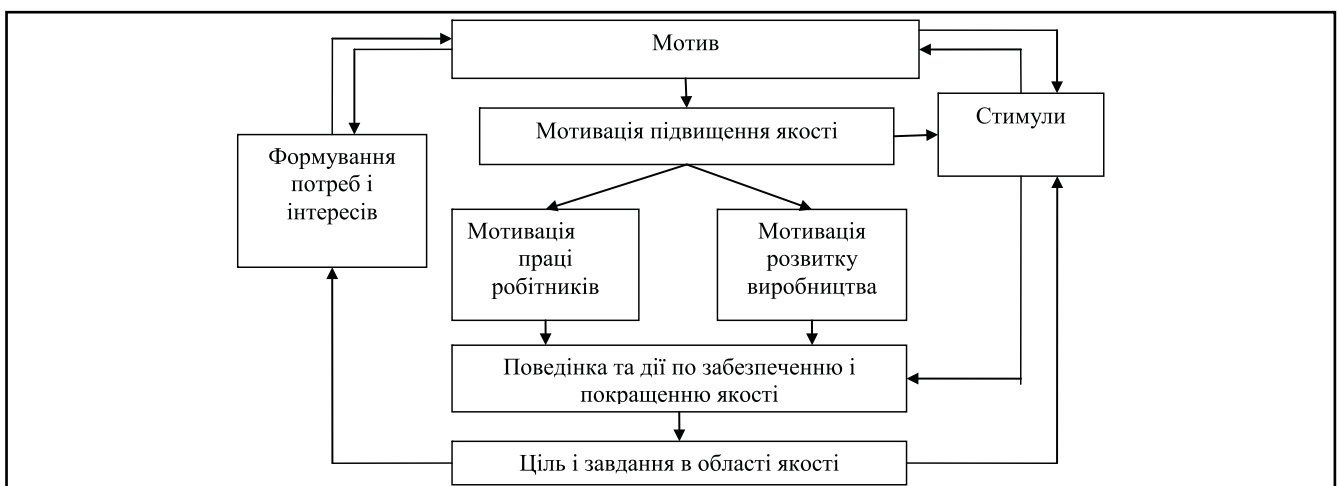 Мотив
Мотивація підвищення якості
Стимули
Формування
потреб і
інтересів
Мотивація
праці
робітників
Мотивація
розвитку
виробництва
Поведінка та дії по забезпеченню і
покращенню якості
Ціль і завдання в області якості